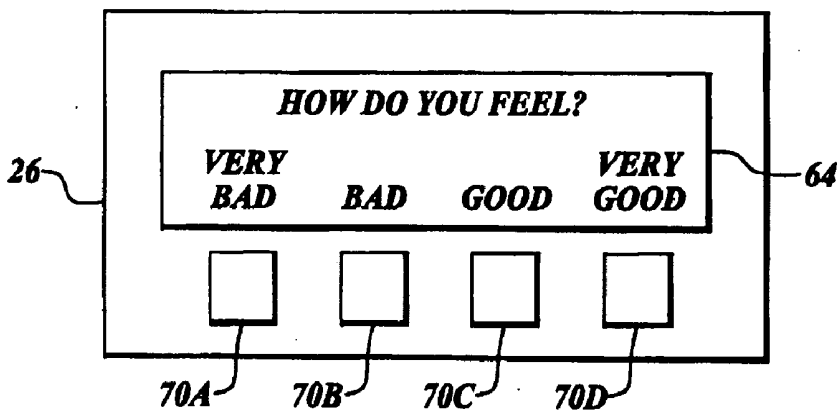 HOW DO YOU FEEL?
VERY BAD
BAD
GOOD
VERY GOOD
26
64
70A
70B
70C
70D